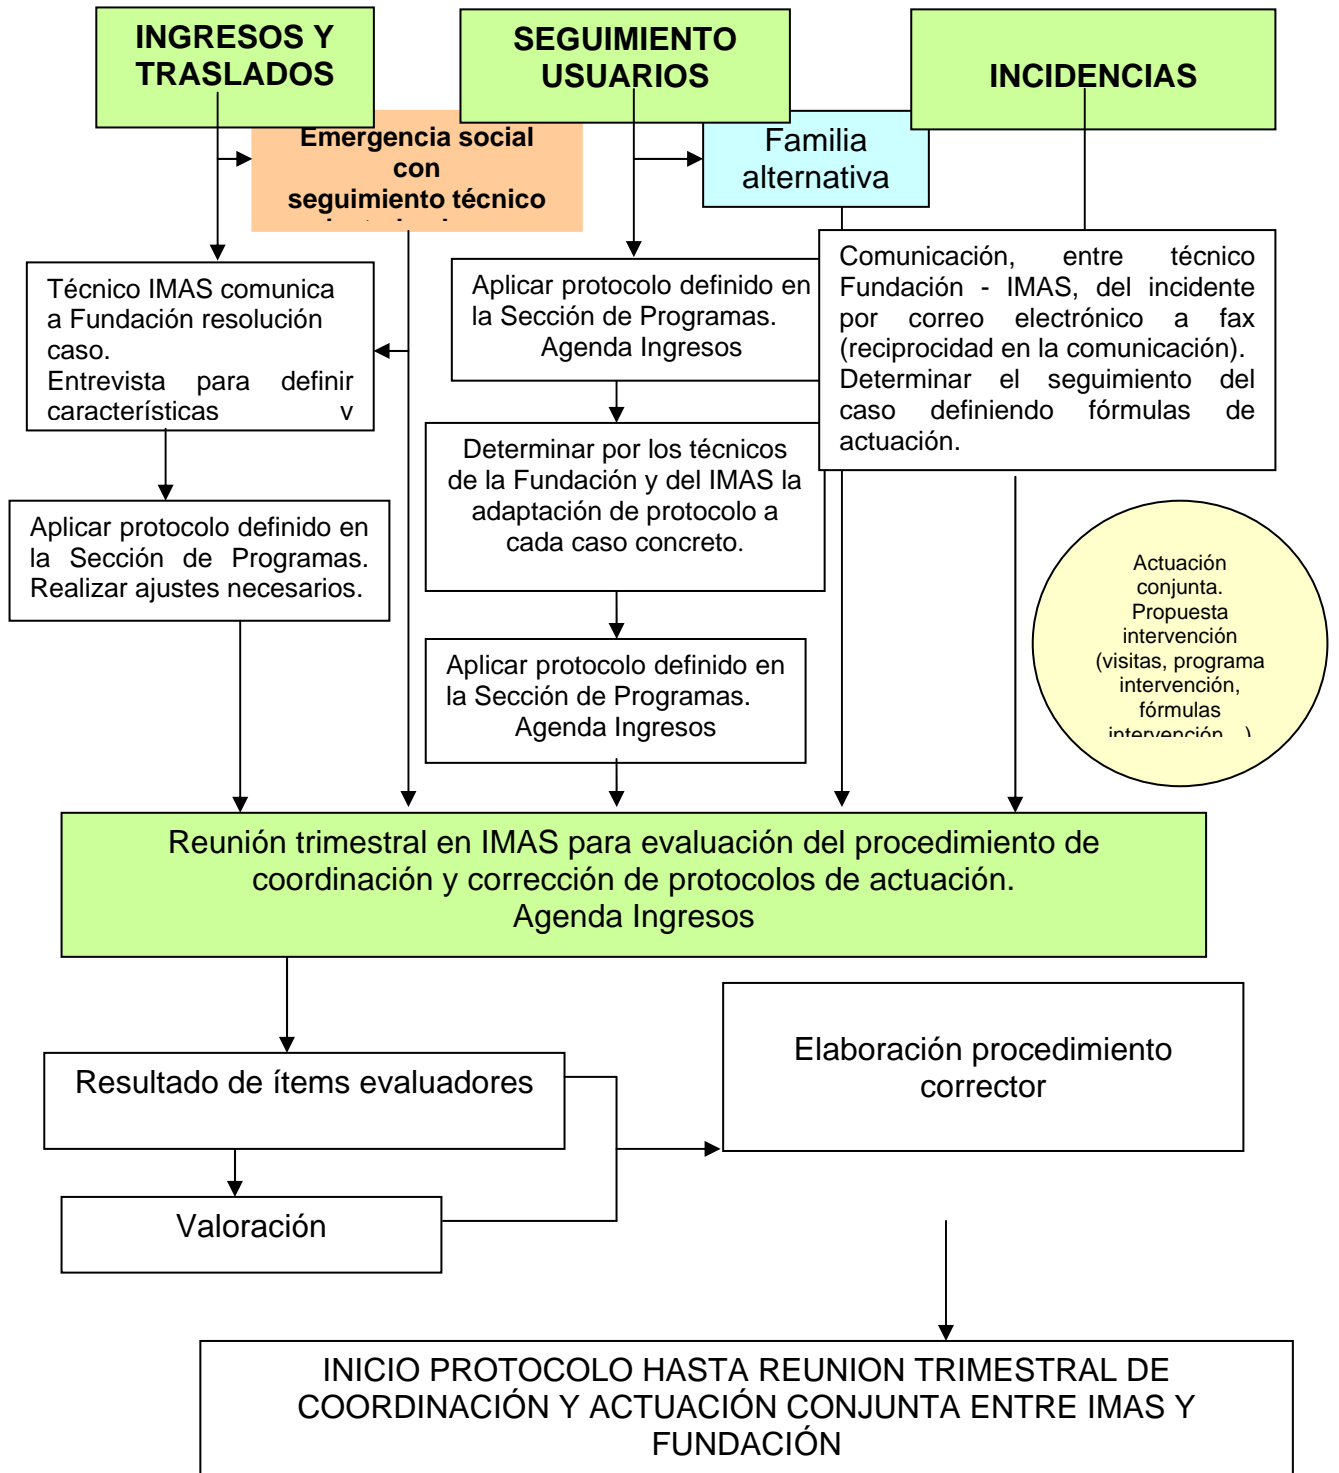 INGRESOS Y
TRASLADOS
SEGUIMIENTO
USUARIOS
INCIDENCIAS
Emergencia social
con
seguimiento técnico
Familia
alternativa
Técnico IMAS comunica
a Fundación resolución
caso.
Entrevista para definir
características y
Aplicar protocolo definido en
la Sección de Programas.
Agenda Ingresos
Comunicación, entre técnico
Fundación - IMAS, del incidente
por correo electrónico a fax
(reciprocidad en la comunicación).
Determinar el seguimiento del
caso definiendo fórmulas de
actuación.
Determinar por los técnicos
de la Fundación y del IMAS la
adaptación de protocolo a
cada caso concreto.
Aplicar protocolo definido en
la Sección de Programas.
Realizar ajustes necesarios.
Actuación
conjunta.
Propuesta
intervención
(visitas, programa
intervención,
fórmulas
intervención...)
Aplicar protocolo definido en
la Sección de Programas.
Agenda Ingresos
Reunión trimestral en IMAS para evaluación del procedimiento de
coordinación y corrección de protocolos de actuación.
Agenda Ingresos
Resultado de ítems evaluadores
Elaboración procedimiento
corrector
Valoración
INICIO PROTOCOLO HASTA REUNION TRIMESTRAL DE
COORDINACIÓN Y ACTUACIÓN CONJUNTA ENTRE IMAS Y
FUNDACIÓN